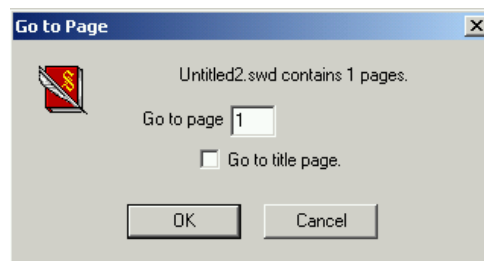 Go to Page
Untitled2.swd contains 1 pages.
Go to page 1
Go to title page.
OK Cancel